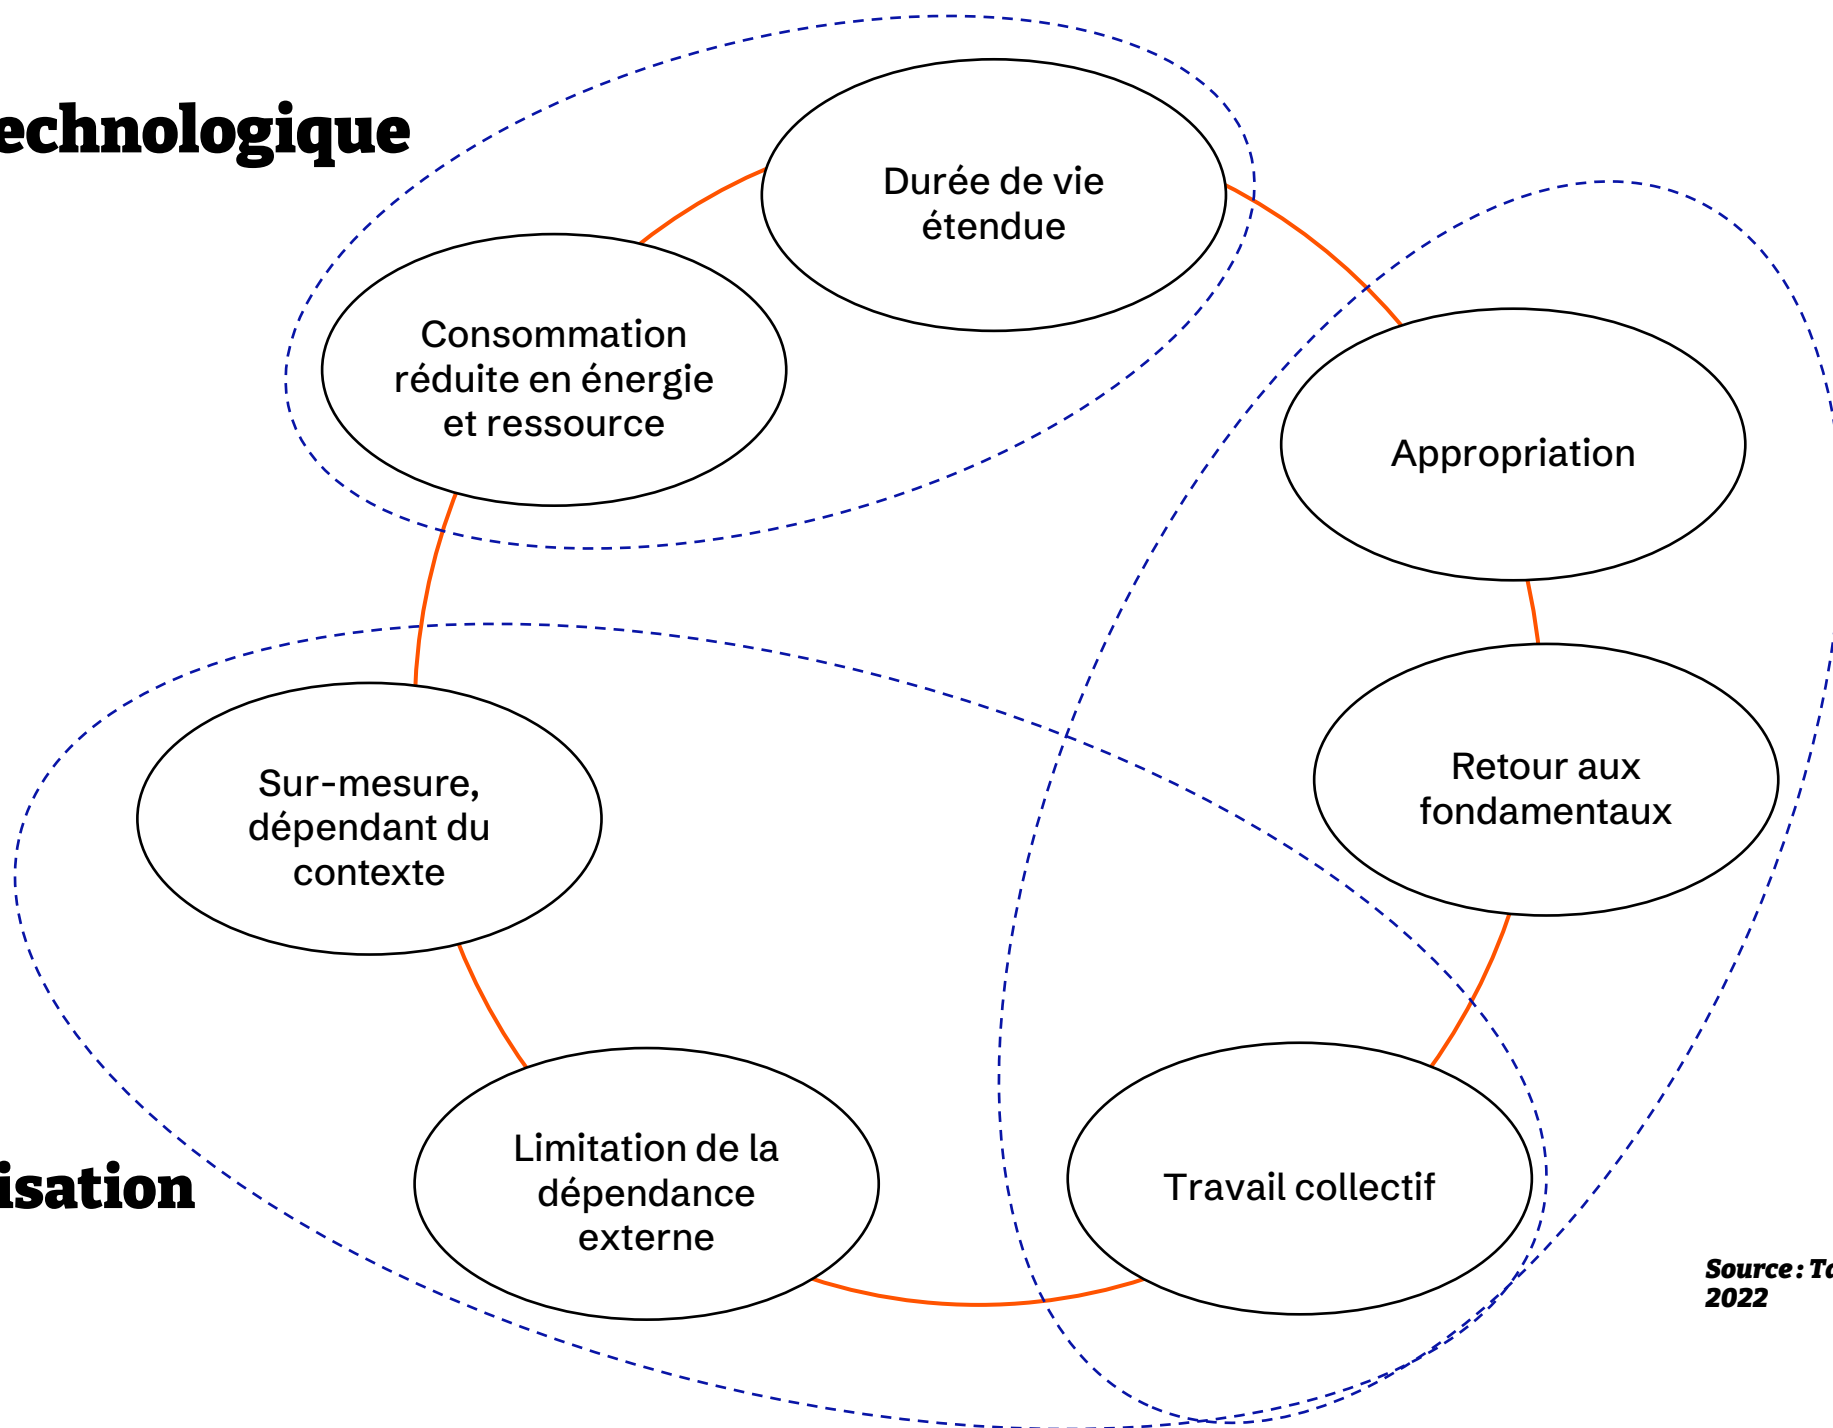 echnologique
Durée de vie
étendue
Consommation
réduite en énergie
et ressource
Appropriation
Retour aux
fondamentaux
Sur-mesure,
dépendant du
contexte
Limitation de la
dépendance
externe
Travail collectif
isation
Source : Ta
2022